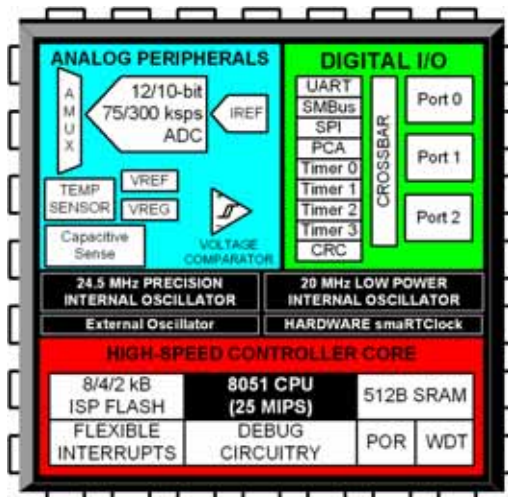 ANALOG PERIPHERALS
AMUX
12/10-bit
75/300 ksps
ADC
IREF
TEMP
SENSOR
VREF
VREG
Capacitive
Sense
VOLTAGE
COMPARATOR
DIGITAL I/O
UART
SMBus
SPI
PCA
Timer 0
Timer 1
Timer 2
Timer 3
CRC
CROSSBAR
Port 0
Port 1
Port 2
24.5 MHz PRECISION
INTERNAL OSCILLATOR
20 MHz LOW POWER
INTERNAL OSCILLATOR
External Oscillator
HARDWARE smaRTClock
HIGH-SPEED CONTROLLER CORE
8/4/2 kB
ISP FLASH
8051 CPU
(25 MIPS)
512B SRAM
FLEXIBLE
INTERRUPTS
DEBUG
CIRCUITRY
POR
WDT